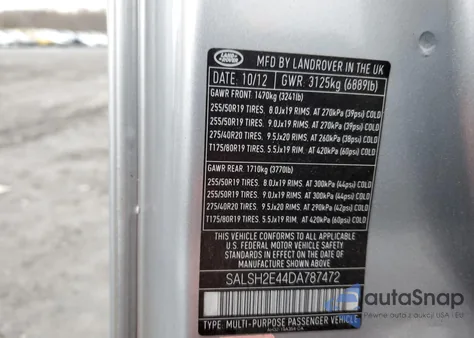 LAND ROVER
MFD BY LANDROVER IN THE UK
DATE: 10/12 GWR: 3125kg (6889lb)
GAWR FRONT: 1470kg (3241lb)
255/50R19 TIRES, 8.0Jx19 RIMS, AT 270kPa (39psi) COLD
255/50R19 TIRES, 9.0Jx19 RIMS, AT 270kPa (39psi) COLD
275/40R20 TIRES, 9.5Jx20 RIMS, AT 260kPa (38psi) COLD
T175/80R19 TIRES, 5.5Jx19 RIM, AT 420kPa (60psi) COLD
GAWR REAR: 1710kg (3770lb)
255/50R19 TIRES, 8.0Jx19 RIMS, AT 300kPa (44psi) COLD
255/50R19 TIRES, 9.0Jx19 RIMS, AT 300kPa (44psi) COLD
275/40R20 TIRES, 9.5Jx20 RIMS, AT 290kPa (42psi) COLD
T175/80R19 TIRES, 5.5Jx19 RIM, AT 420kPa (60psi) COLD
THIS VEHICLE CONFORMS TO ALL APPLICABLE
U.S. FEDERAL MOTOR VEHICLE SAFETY
STANDARDS IN EFFECT ON THE DATE OF
MANUFACTURE SHOWN ABOVE
SALSH2E44DA787472
TYPE: MULTI-PURPOSE PASSENGER VEHICLE
autaSnap
Pewne auta z USA i Kanady